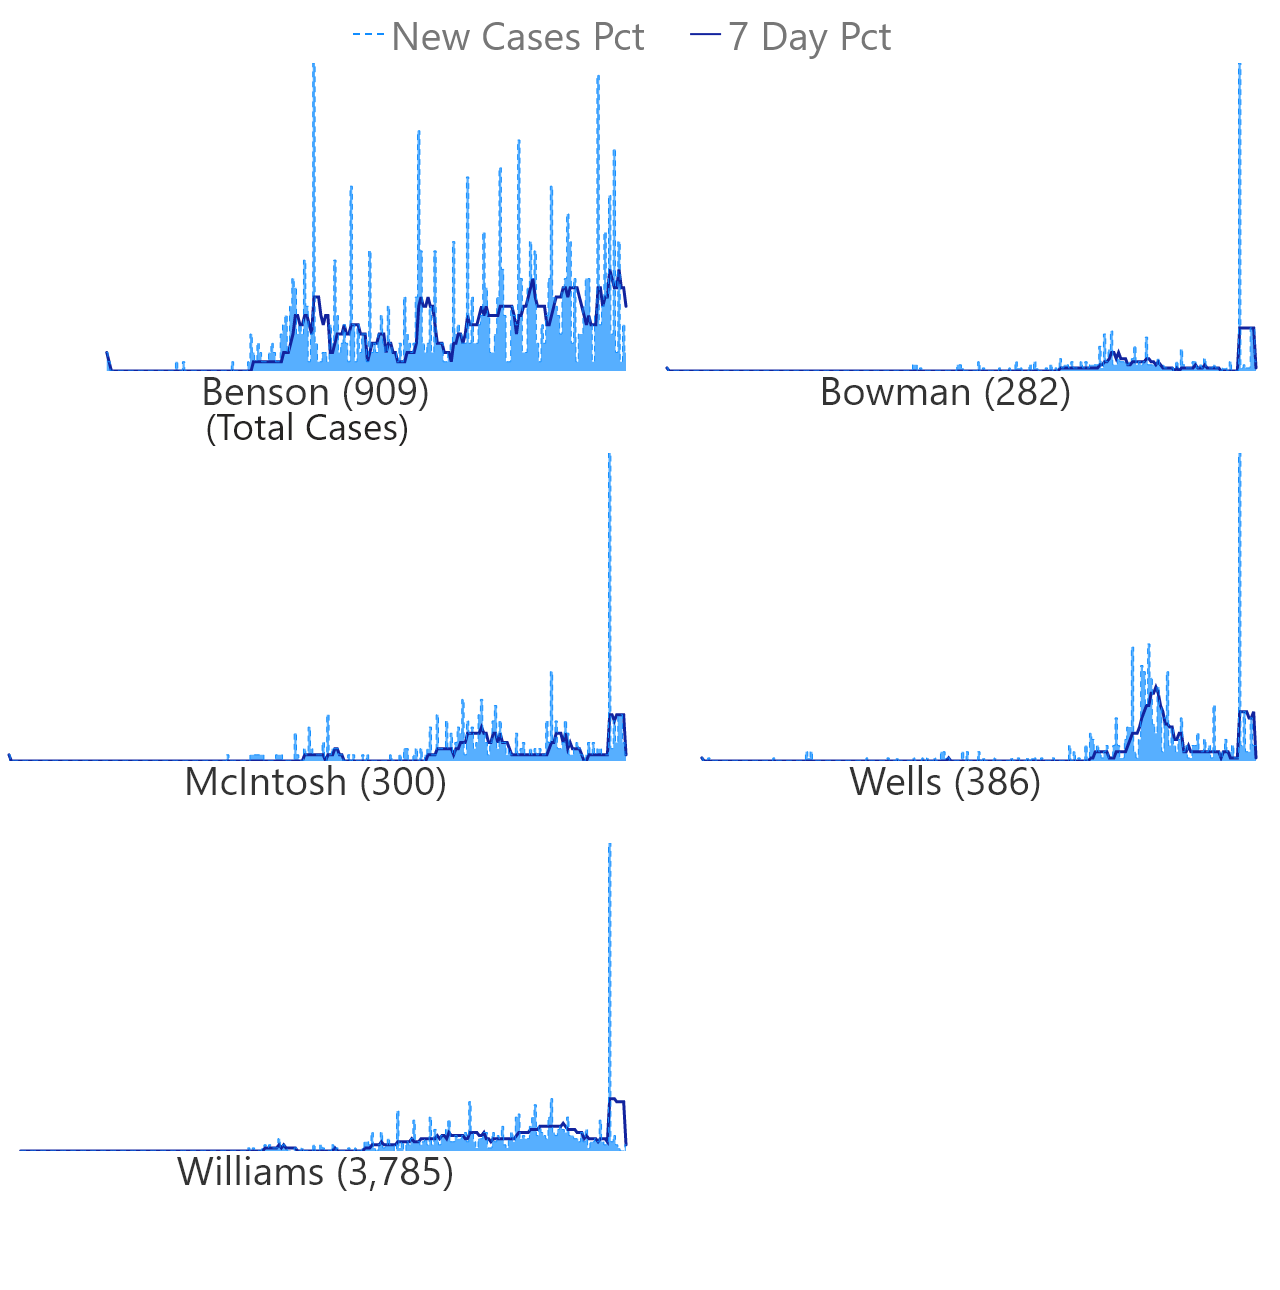 New Cases Pct 7 Day Pct
Benson (909)
(Total Cases)
Bowman (282)
McIntosh (300)
Wells (386)
Williams (3,785)